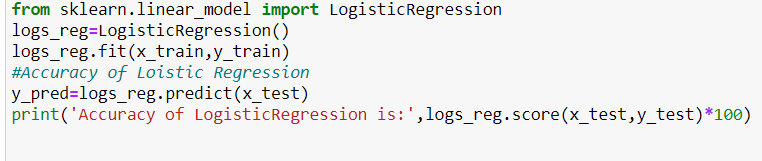 from sklearn.linear_model import LogisticRegression
logs_reg=LogisticRegression()
logs_reg.fit(x_train,y_train)
#Accuracy of Loistic Regression
y_pred=logs_reg.predict(x_test)
print('Accuracy of LogisticRegression is:',logs_reg.score(x_test,y_test)*100)